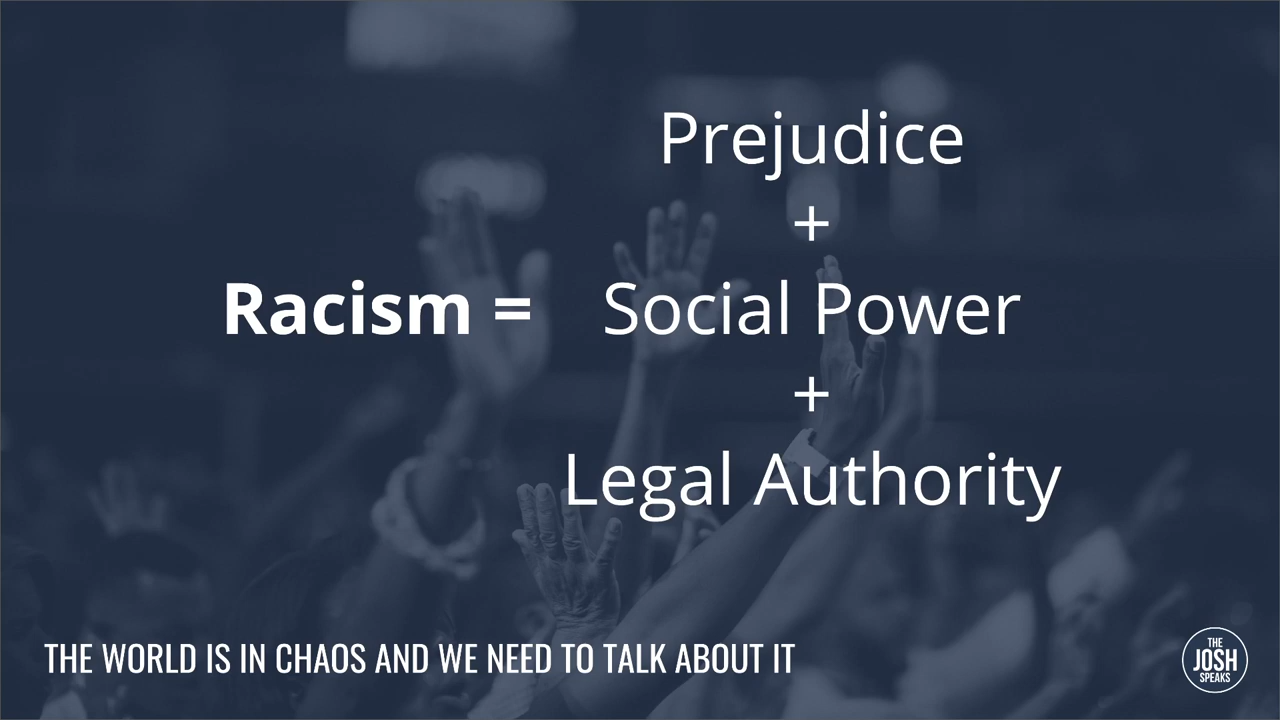 Prejudice
+
Racism = Social Power
+
Legal Authority
THE WORLD IS IN CHAOS AND WE NEED TO TALK ABOUT IT
THE
JOSH
SPEAKS